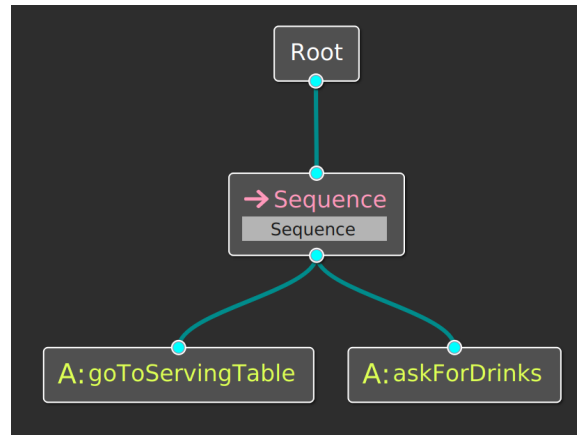 Root
→ Sequence
Sequence
A: goToServingTable
A: askForDrinks